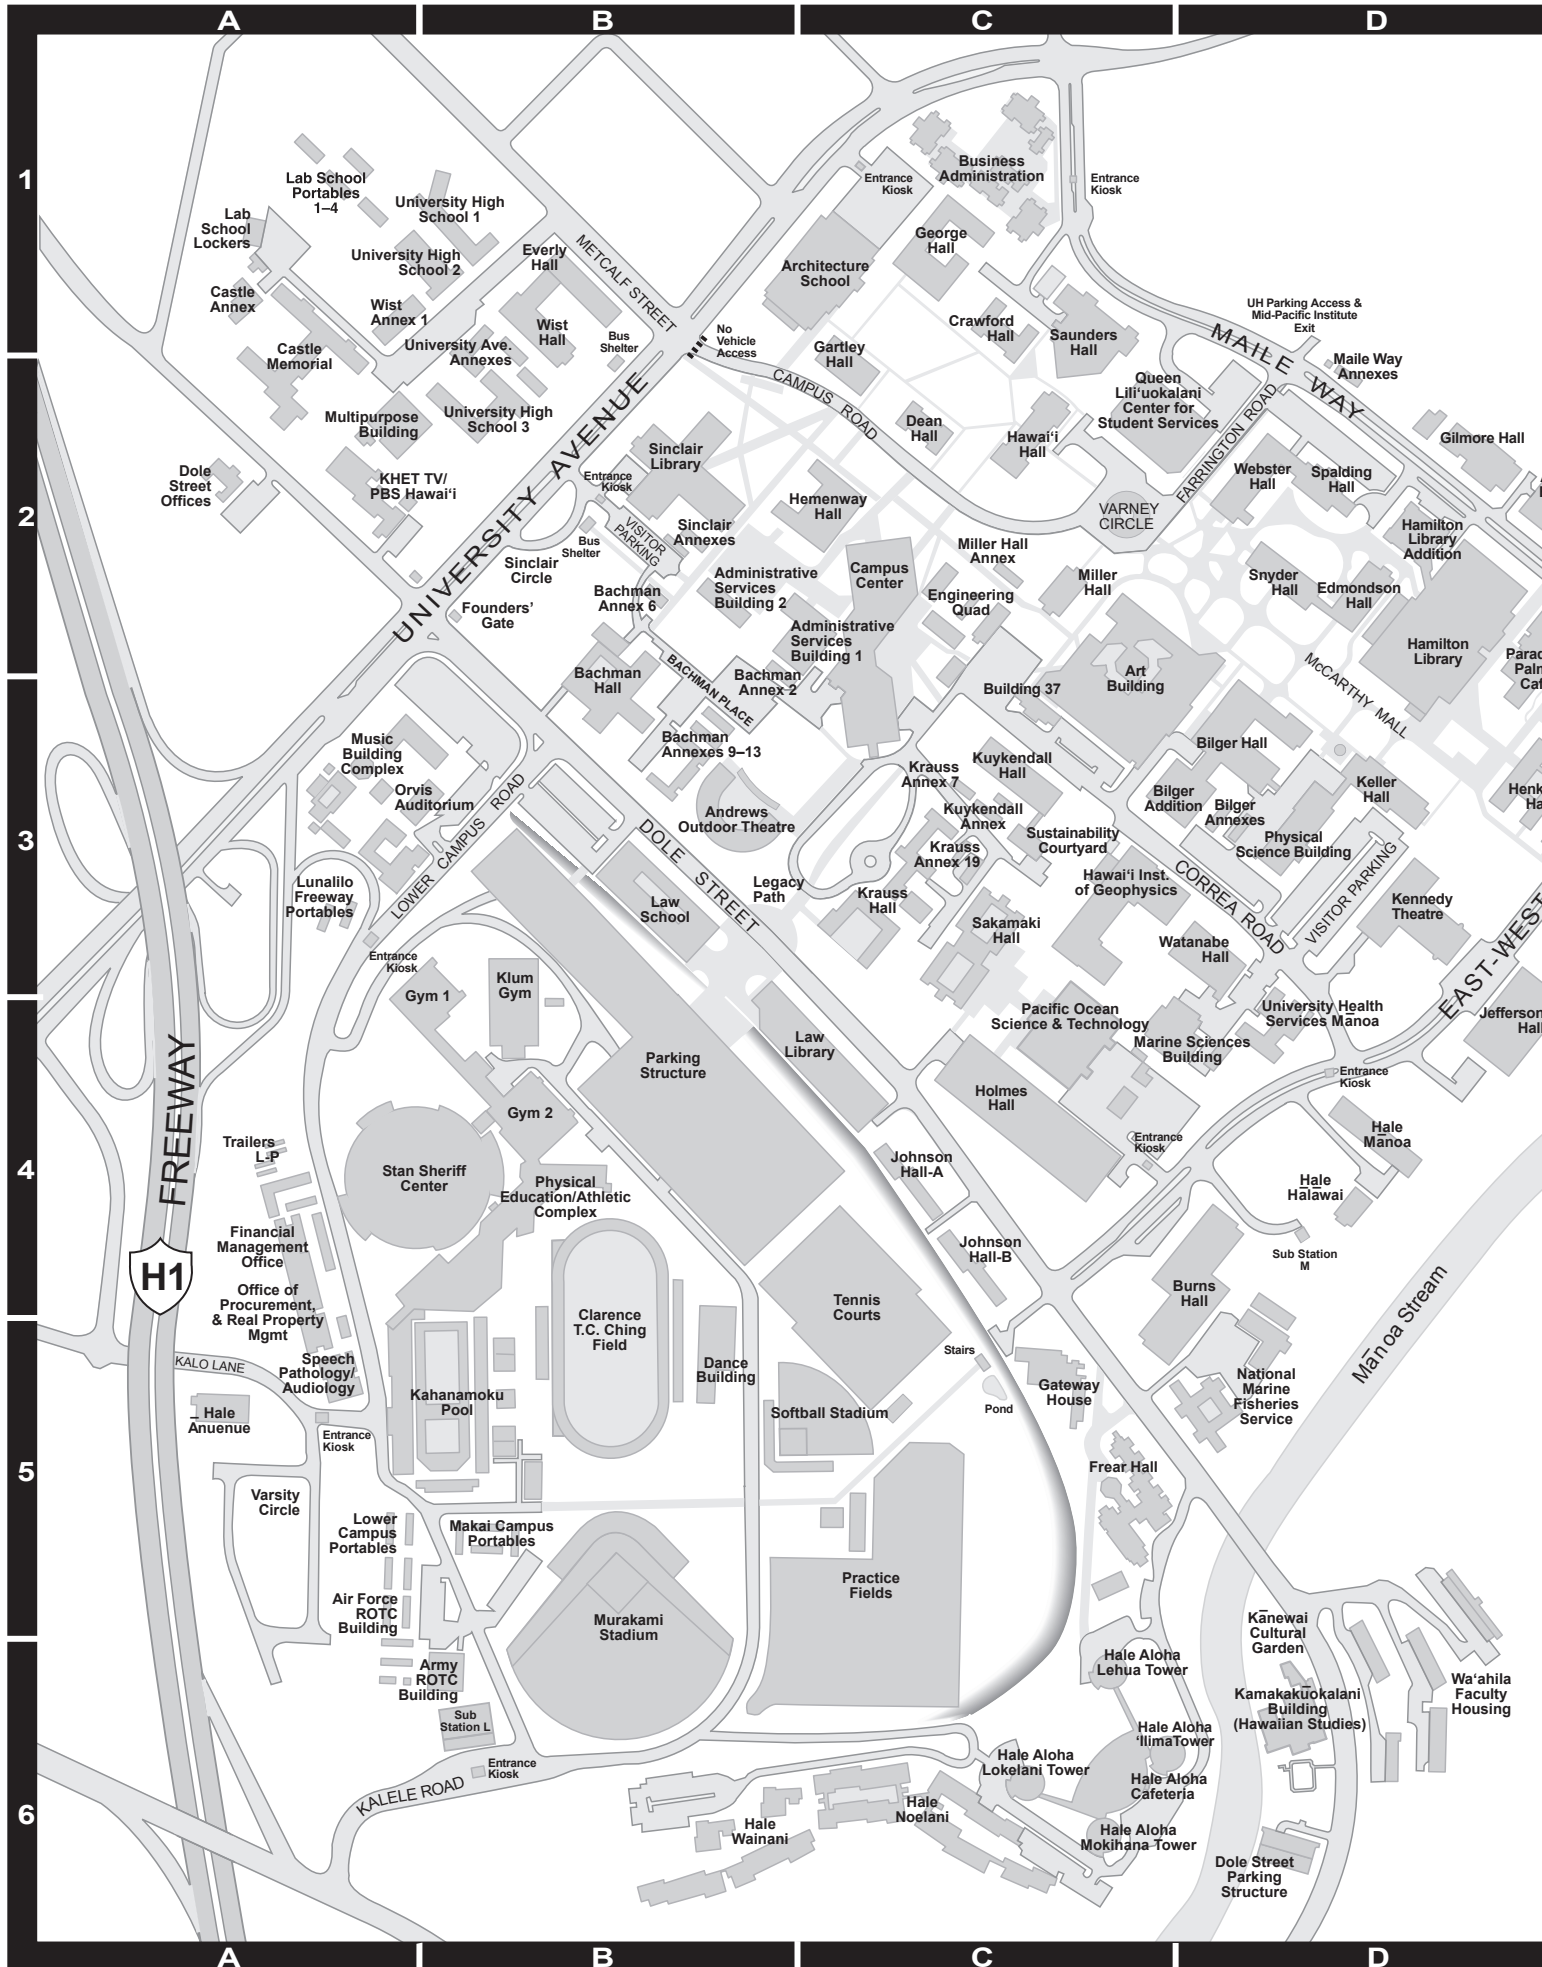 A
B
C
D
1
2
3
4
5
6
Lab School
Portables
1–4
University High
School 1
Lab
School
Lockers
University High
School 2
Everly
Hall
METCALF STREET
Castle
Annex
Wist
Annex 1
Wist
Hall
University Ave.
Annexes
Bus
Shelter
Castle
Memorial
No
Vehicle
Access
Entrance
Kiosk
Business
Administration
Entrance
Kiosk
George
Hall
Architecture
School
Crawford
Hall
Saunders
Hall
UH Parking Access &
Mid-Pacific Institute
Exit
MAILE WAY
Maile Way
Annexes
Gartley
Hall
CAMPUS ROAD
Queen
Lili‘uokalani
Center for
Student Services
FARRINGTON ROAD
Multipurpose
Building
University High
School 3
UNIVERSITY AVENUE
Sinclair
Library
Dean
Hall
Hawai‘i
Hall
Gilmore Hall
Webster
Hall
Spalding
Hall
Dole
Street
Offices
KHET TV/
PBS Hawai‘i
Entrance
Kiosk
Hemenway
Hall
VARNEY
CIRCLE
VISITOR
PARKING
Sinclair
Annexes
Bus
Shelter
Sinclair
Circle
Hamilton
Library
Addition
Miller Hall
Annex
Campus
Center
Administrative
Services
Building 2
Bachman
Annex 6
Founders’
Gate
Engineering
Quad
Miller
Hall
Snyder
Hall
Edmondson
Hall
Administrative
Services
Building 1
Hamilton
Library
Bachman
Hall
BACHMAN PLACE
Bachman
Annex 2
Building 37
Art
Building
McCARTHY MALL
Parad
Palm
Caf
Music
Building
Complex
Bachman
Annexes 9–13
Bilger Hall
Orvis
Auditorium
LOWER CAMPUS ROAD
Krauss
Annex 7
Kuykendall
Hall
Keller
Hall
Henk
Ha
Andrews
Outdoor Theatre
DOLE STREET
Kuykendall
Annex
Bilger
Addition
Bilger
Annexes
Physical
Science Building
Sustainability
Courtyard
Krauss
Annex 19
Lunalilo
Freeway
Portables
Legacy
Path
Krauss
Hall
Hawai‘i Inst.
of Geophysics
CORREA ROAD
VISITOR PARKING
Kennedy
Theatre
Law
School
Sakamaki
Hall
Watanabe
Hall
EAST-WEST
Entrance
Kiosk
Gym 1
Klum
Gym
Pacific Ocean
Science & Technology
University Health
Services Mānoa
Jefferson
Hall
FREEWAY
H1
Law
Library
Marine Sciences
Building
Parking
Structure
Entrance
Kiosk
Holmes
Hall
Gym 2
Hale
Mānoa
Entrance
Kiosk
Trailers
L-P
Johnson
Hall-A
Stan Sheriff
Center
Physical
Education/Athletic
Complex
Hale
Hālāwai
Financial
Management
Office
Johnson
Hall-B
Sub Station
M
Office of
Procurement,
& Real Property
Mgmt
Burns
Hall
Clarence
T.C. Ching
Field
Tennis
Courts
Mānoa Stream
KALO LANE
Speech
Pathology/
Audiology
Dance
Building
Stairs
Gateway
House
National
Marine
Fisheries
Service
Kahanamoku
Pool
Hale
Ānuenue
Softball Stadium
Pond
Entrance
Kiosk
Frear Hall
Varsity
Circle
Lower
Campus
Portables
Makai Campus
Portables
Practice
Fields
Air Force
ROTC
Building
Murakami
Stadium
Kānewai
Cultural
Garden
Army
ROTC
Building
Hale Aloha
Lehua Tower
Wa‘ahila
Faculty
Housing
Kamakakūokalani
Building
(Hawaiian Studies)
Sub
Station L
Hale Aloha
‘IlimaTower
Entrance
Kiosk
KALELE ROAD
Hale Aloha
Lokelani Tower
Hale Aloha
Cafeteria
Hale
Noelani
Hale
Wainani
Hale Aloha
Mokihana Tower
Dole Street
Parking
Structure
A
B
C
D